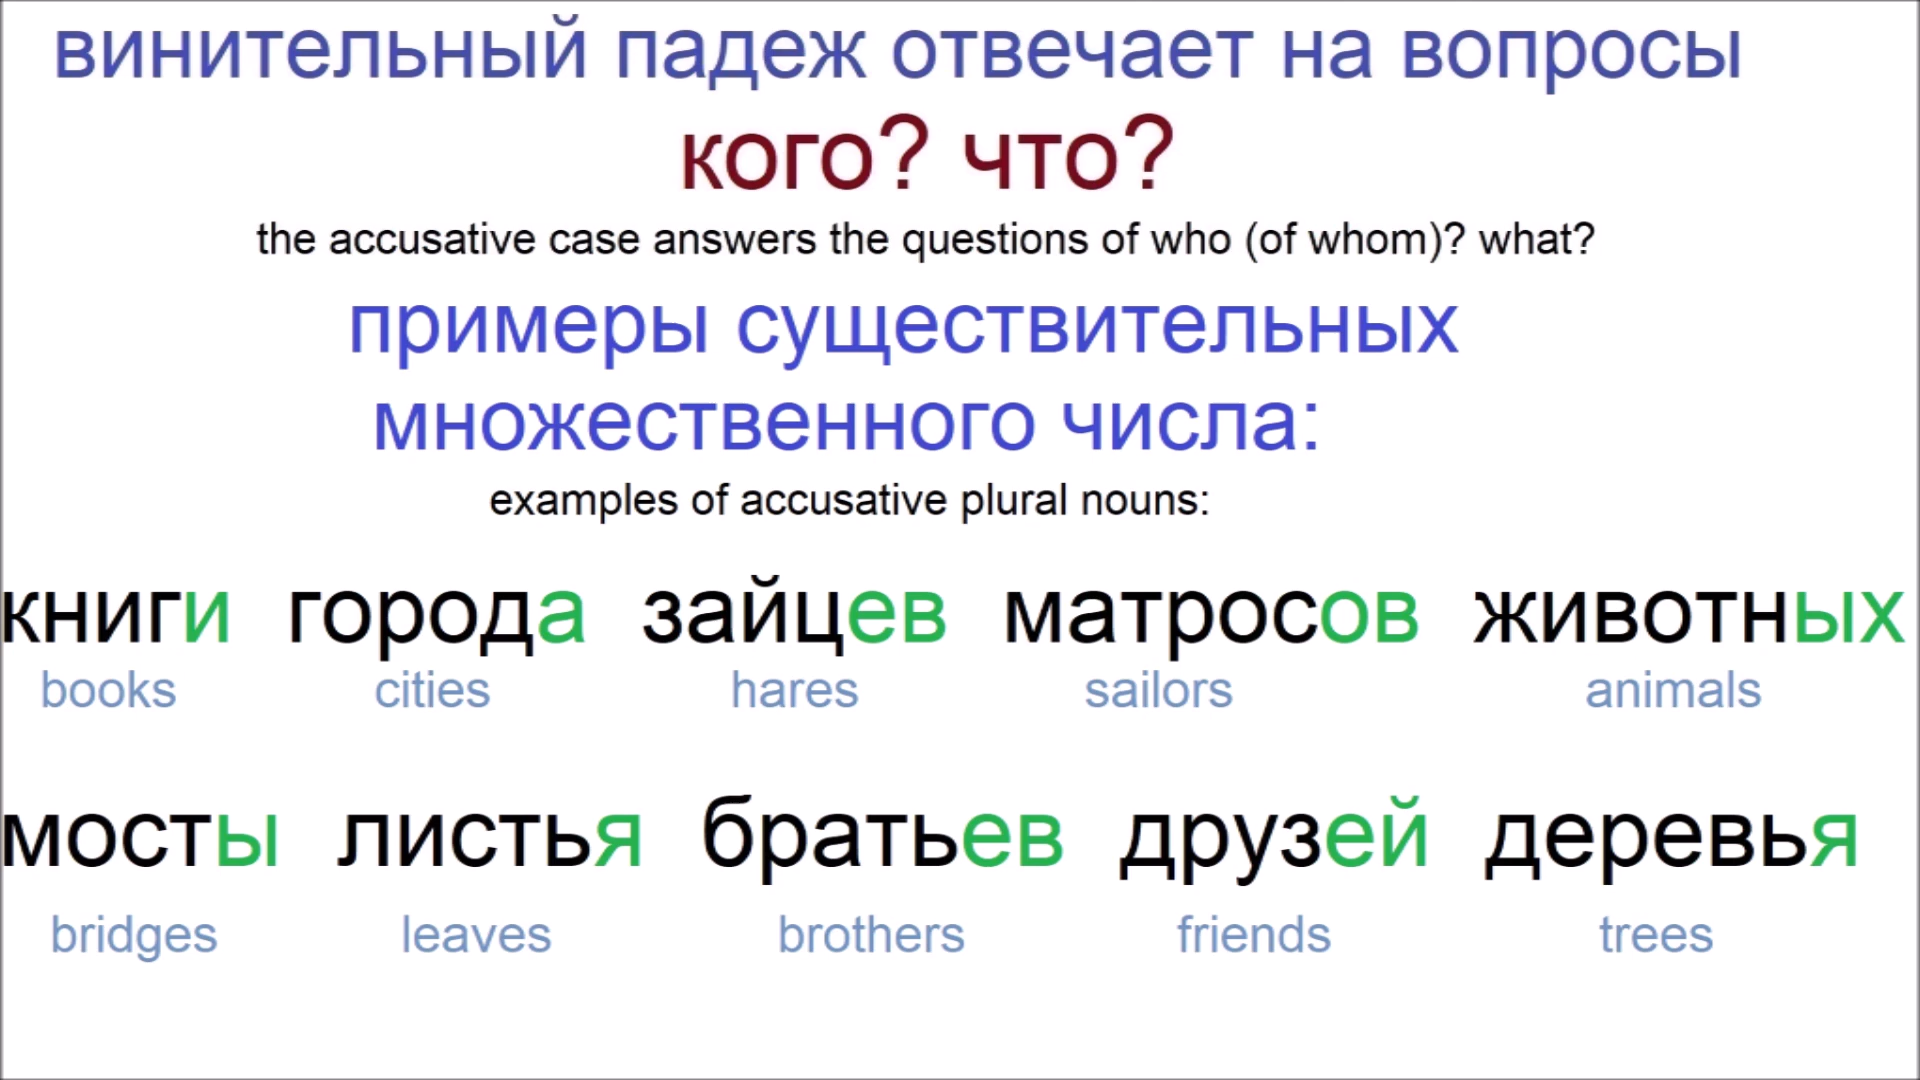 винительный падеж отвечает на вопросы
кого? что?
the accusative case answers the questions of who (of whom)? what?
примеры существительных
множественного числа:
examples of accusative plural nouns:
книги города зайцев матросов животных
books cities hares sailors animals
мосты листья братьев друзей деревья
bridges leaves brothers friends trees